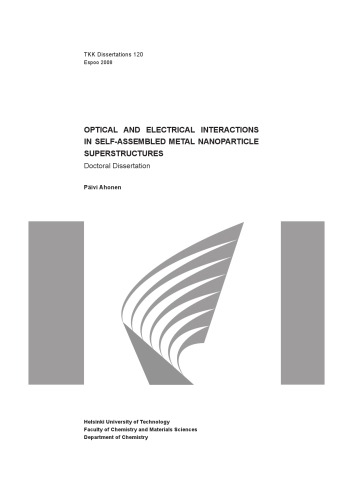 TKK Dissertations 120
Espoo 2008
OPTICAL AND ELECTRICAL INTERACTIONS
IN SELF-ASSEMBLED METAL NANOPARTICLE
SUPERSTRUCTURES
Doctoral Dissertation
Päivi Ahonen
Helsinki University of Technology
Faculty of Chemistry and Materials Sciences
Department of Chemistry